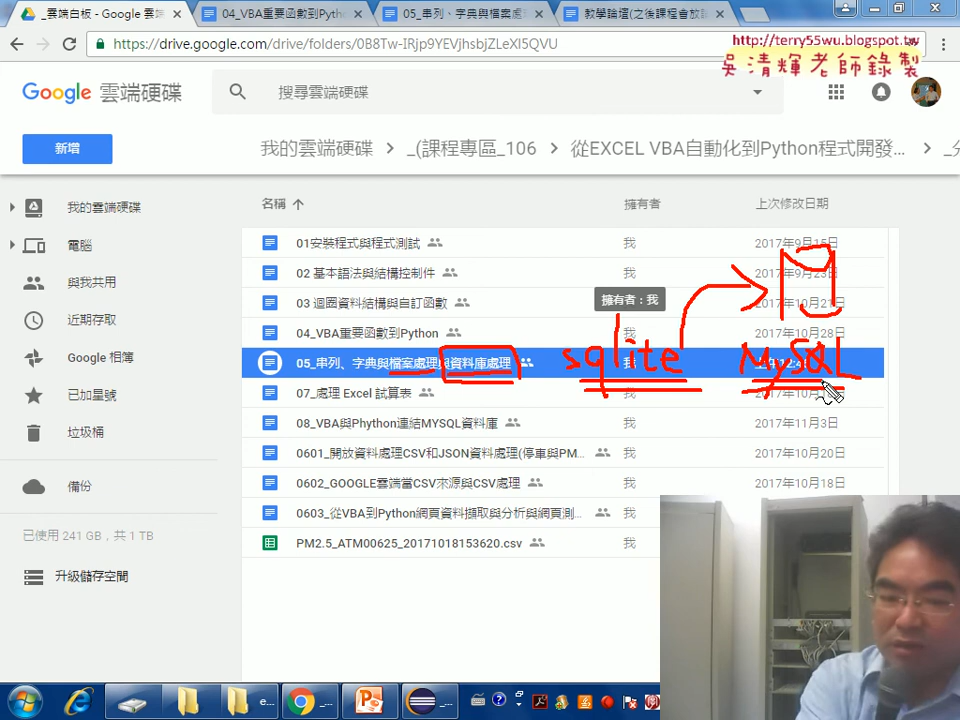 _雲端白板 - Google 雲端
04_VBA重要函數到Pytho
05_串列、字典與檔案處
教學論壇(之後課程會放
https://drive.google.com/drive/folders/0B8Tw-IRjp9YEVjhsbjZLeXI5QVU
http://terry55wu.blogspot.tw
吳清輝老師錄製
Google 雲端硬碟
搜尋雲端硬碟
新增
我的雲端硬碟 > _(課程專區_106 > 從EXCEL VBA自動化到Python程式開發... >
名稱 ↑ 擁有者 上次修改日期
我的雲端硬碟
電腦
與我共用
近期存取
Google 相簿
已加星號
垃圾桶
備份
已使用 241 GB，共 1 TB
升級儲存空間
01安裝程式與程式測試 我 2017年9月15日
02 基本語法與結構控制件 我 2017年9月23日
擁有者：我
03 迴圈資料結構與自訂函數 我 2017年10月21日
04_VBA重要函數到Python 我 2017年10月28日
05_串列、字典與檔案處理與資料庫處理 我
sqlite MySQL
07_處理 Excel 試算表 我
08_VBA與Phython連結MYSQL資料庫 我 2017年11月3日
0601_開放資料處理CSV和JSON資料處理(停車與PM... 我 2017年10月20日
0602_GOOGLE雲端當CSV來源與CSV處理 我 2017年10月18日
0603_從VBA到Python網頁資料擷取與分析與網頁測... 我
PM2.5_ATM00625_20171018153620.csv 我